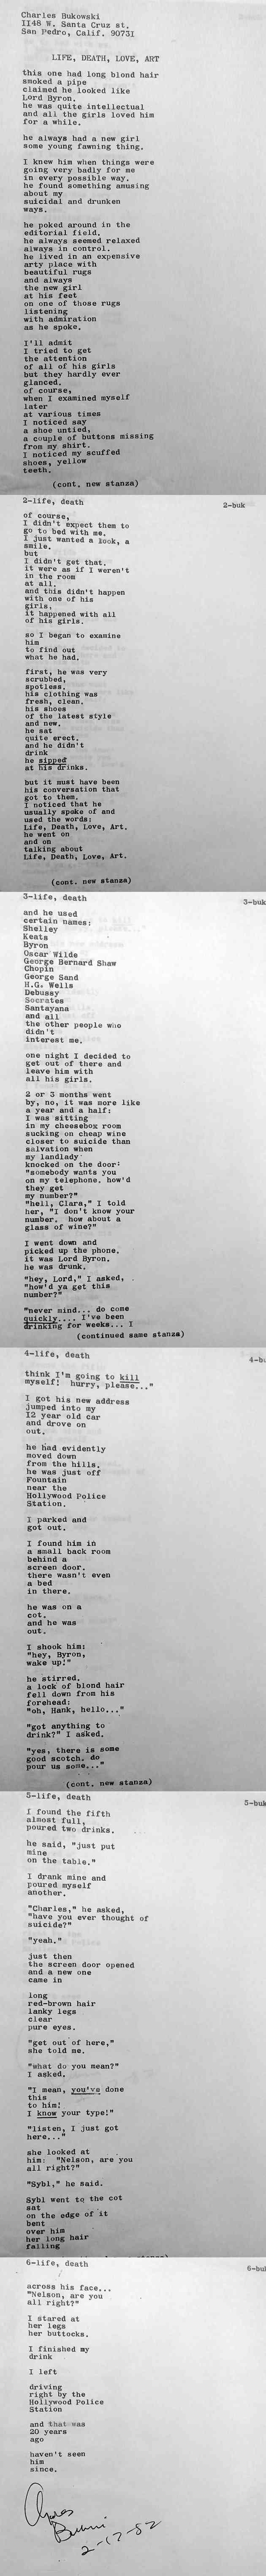 Charles Bukowski
1148 W. Santa Cruz st.
San Pedro, Calif. 90731
LIFE, DEATH, LOVE, ART
this one had long blond hair
smoked a pipe
claimed he looked like
Lord Byron.
he was quite intellectual
and all the girls loved him
for a while.
he always had a new girl
some young fawning thing.
I knew him when things were
going very badly for me
in every possible way.
he found something amusing
about my
suicidal and drunken
ways.
he poked around in the
editorial field.
he always seemed relaxed
always in control.
he lived in an expensive
arty place with
beautiful rugs
and always
the new girl
at his feet
on one of those rugs
listening
with admiration
as he spoke.
I'll admit
I tried to get
the attention
of all of his girls
but they hardly ever
glanced.
of course,
when I examined myself
later
at various times
I noticed say
a shoe untied,
a couple of buttons missing
from my shirt.
I noticed my scuffed
shoes, yellow
teeth.
(cont. new stanza)
2-life, death
2-buk
of course,
I didn't expect them to
go to bed with me.
I just wanted a look, a
smile.
but
I didn't get that.
it were as if I weren't
in the room
at all.
and this didn't happen
with one of his
girls,
it happened with all
of his girls.
so I began to examine
him
to find out
what he had.
first, he was very
scrubbed,
spotless.
his clothing was
fresh, clean.
his shoes
of the latest style
and new.
he sat
quite erect.
and he didn't
drink
he sipped
at his drinks.
but it must have been
his conversation that
got to them.
I noticed that he
usually spoke of and
used the words:
Life, Death, Love, Art.
he went on
and on
talking about
Life, Death, Love, Art.
(cont. new stanza)
3-life, death
3-buk
and he used
certain names:
Shelley
Keats
Byron
Oscar Wilde
George Bernard Shaw
Chopin
George Sand
H.G. Wells
Debussy
Socrates
Santayana
and all
the other people who
didn't
interest me.
one night I decided to
get out of there and
leave him with
all his girls.
2 or 3 months went
by, no, it was more like
a year and a half:
I was sitting
in my cheesebox room
sucking on cheap wine
closer to suicide than
salvation when
my landlady
knocked on the door:
"somebody wants you
on my telephone. how'd
they get
my number?"
"hell, Clara," I told
her, "I don't know your
number. how about a
glass of wine?"
I went down and
picked up the phone.
it was Lord Byron.
he was drunk.
"hey, Lord," I asked,
"how'd ya get this
number?"
"never mind... do come
quickly.... I've been
drinking for weeks... I
(continued same stanza)
4-life, death
4-bu
think I'm going to kill
myself! hurry, please..."
I got his new address
jumped into my
12 year old car
and drove on
out.
he had evidently
moved down
from the hills.
he was just off
Fountain
near the
Hollywood Police
Station.
I parked and
got out.
I found him in
a small back room
behind a
screen door.
there wasn't even
a bed
in there.
he was on a
cot.
and he was
out.
I shook him:
"hey, Byron,
wake up!"
he stirred.
a lock of blond hair
fell down from his
forehead:
"oh, Hank, hello..."
"got anything to
drink?" I asked.
"yes, there is some
good scotch. do
pour us some..."
(cont. new stanza)
5-life, death
5-buk
I found the fifth
almost full,
poured two drinks.
he said, "just put
mine
on the table."
I drank mine and
poured myself
another.
"Charles," he asked,
"have you ever thought of
suicide?"
"yeah."
just then
the screen door opened
and a new one
came in
long
red-brown hair
lanky legs
clear
pure eyes.
"get out of here,"
she told me.
"what do you mean?"
I asked.
"I mean, you've done
this
to him!
I know your type!"
"listen, I just got
here..."
she looked at
him: "Nelson, are you
all right?"
"Sybl," he said.
Sybl went to the cot
sat
on the edge of it
bent
over him
her long hair
falling
6-life, death
6-buk
across his face...
"Nelson, are you
all right?"
I stared at
her legs
her buttocks.
I finished my
drink
I left
driving
right by the
Hollywood Police
Station
and that was
20 years
ago
haven't seen
him
since.
2-17-82